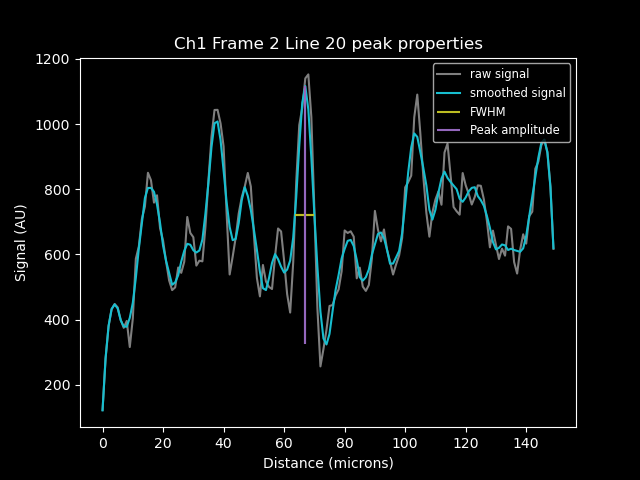 Ch1 Frame 2 Line 20 peak properties
raw signal
smoothed signal
FWHM
Peak amplitude
1200
1000
800
600
400
200
Signal (AU)
0 20 40 60 80 100 120 140
Distance (microns)